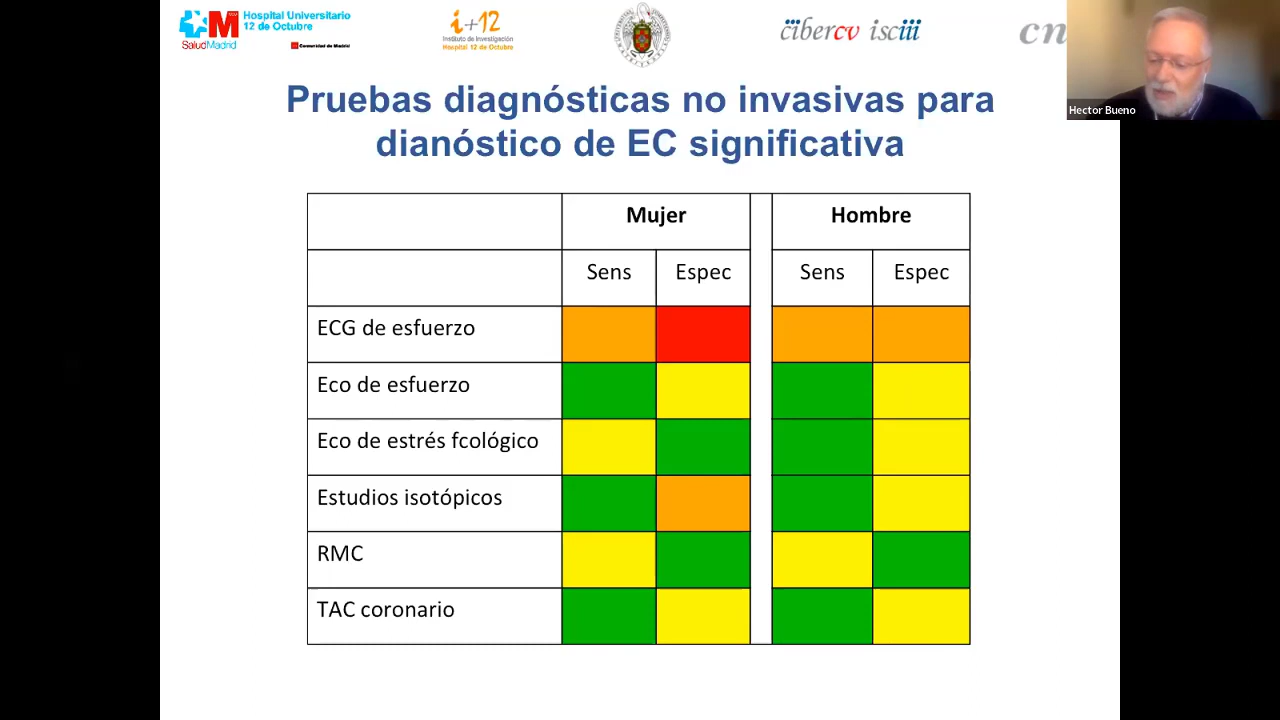 Hospital Universitario
12 de Octubre
SaludMadrid
Comunidad de Madrid
i+12
Instituto de Investigación
Hospital 12 de Octubre
cibercv isciii
cn
Hector Bueno
Pruebas diagnósticas no invasivas para
dianóstico de EC significativa
Mujer Hombre
Sens Espec Sens Espec
ECG de esfuerzo
Eco de esfuerzo
Eco de estrés fcológico
Estudios isotópicos
RMC
TAC coronario